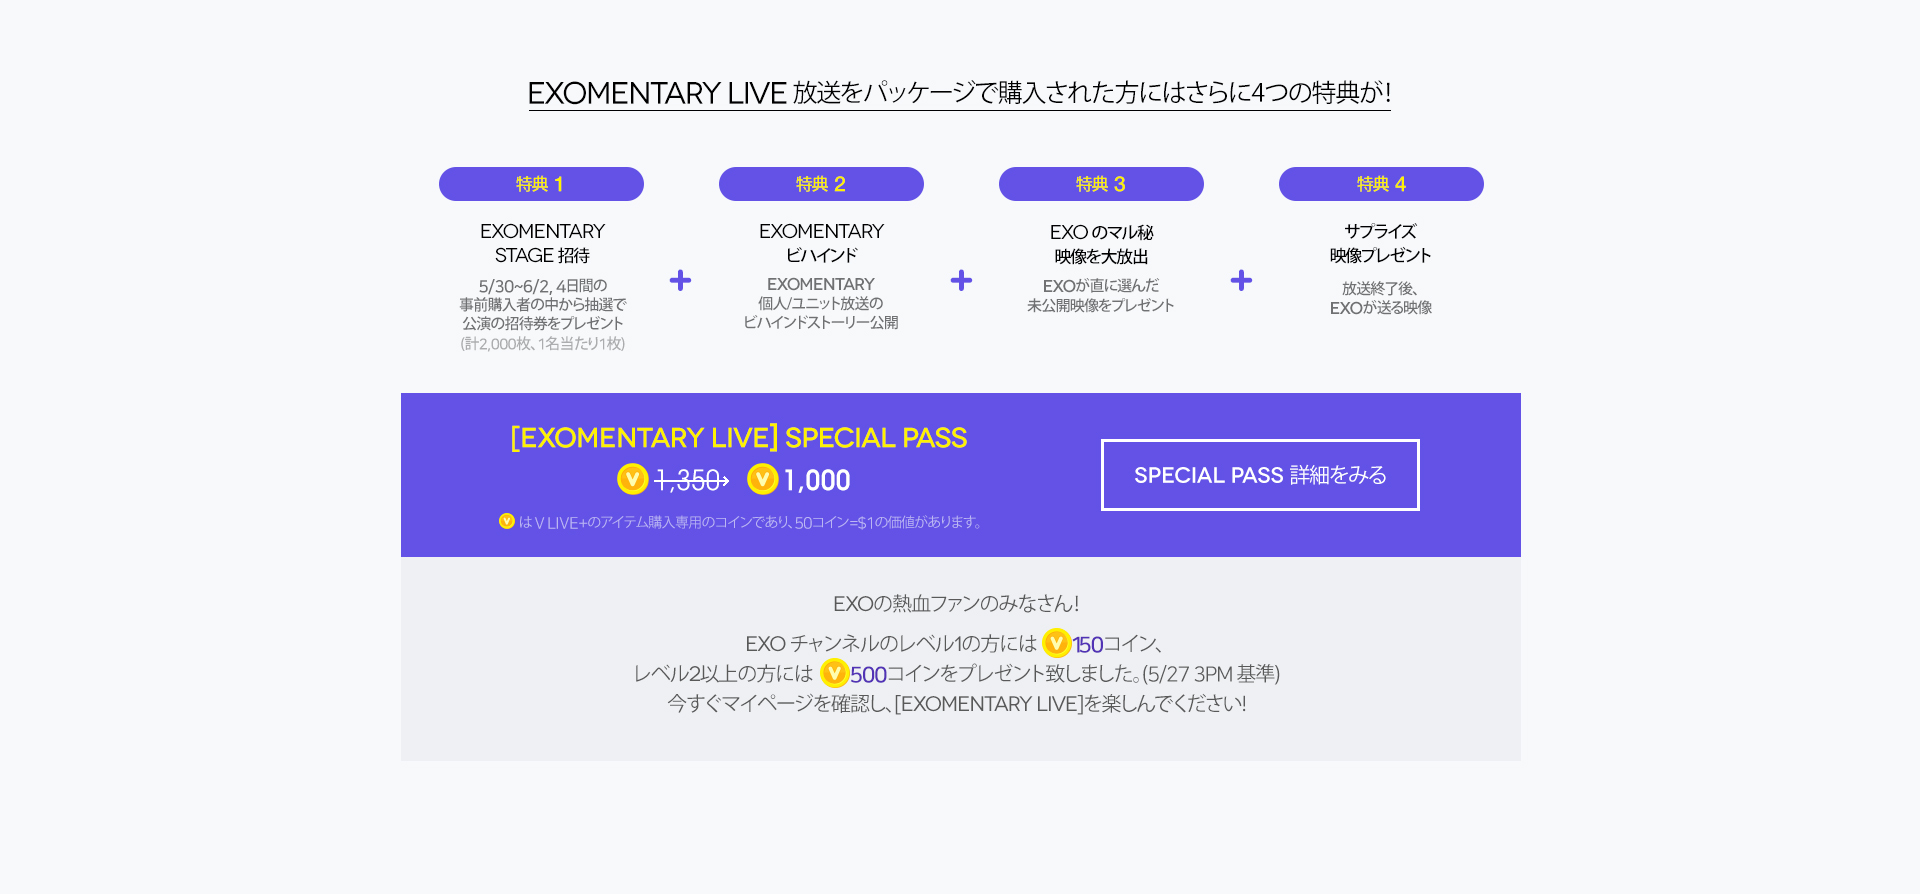 EXOMENTARY LIVE 放送をパッケージで購入された方にはさらに4つの特典が!
特典 1
EXOMENTARY
STAGE 招待
5/30~6/2, 4日間の
事前購入者の中から抽選で
公演の招待券をプレゼント
(計2,000枚、1名当たり1枚)
特典 2
EXOMENTARY
ビハインド
EXOMENTARY
個人/ユニット放送の
ビハインドストーリー公開
特典 3
EXO のマル秘
映像を大放出
EXOが直に選んだ
未公開映像をプレゼント
特典 4
サプライズ
映像プレゼント
放送終了後、
EXOが送る映像
[EXOMENTARY LIVE] SPECIAL PASS
V 1,350 → V 1,000
V は V LIVE+のアイテム購入専用のコインであり、50コイン=$1の価値があります。
SPECIAL PASS 詳細をみる
EXOの熱血ファンのみなさん!
EXO チャンネルのレベル1の方には V150コイン、
レベル2以上の方には V500コインをプレゼント致しました。(5/27 3PM 基準)
今すぐマイページを確認し、[EXOMENTARY LIVE]を楽しんでください!